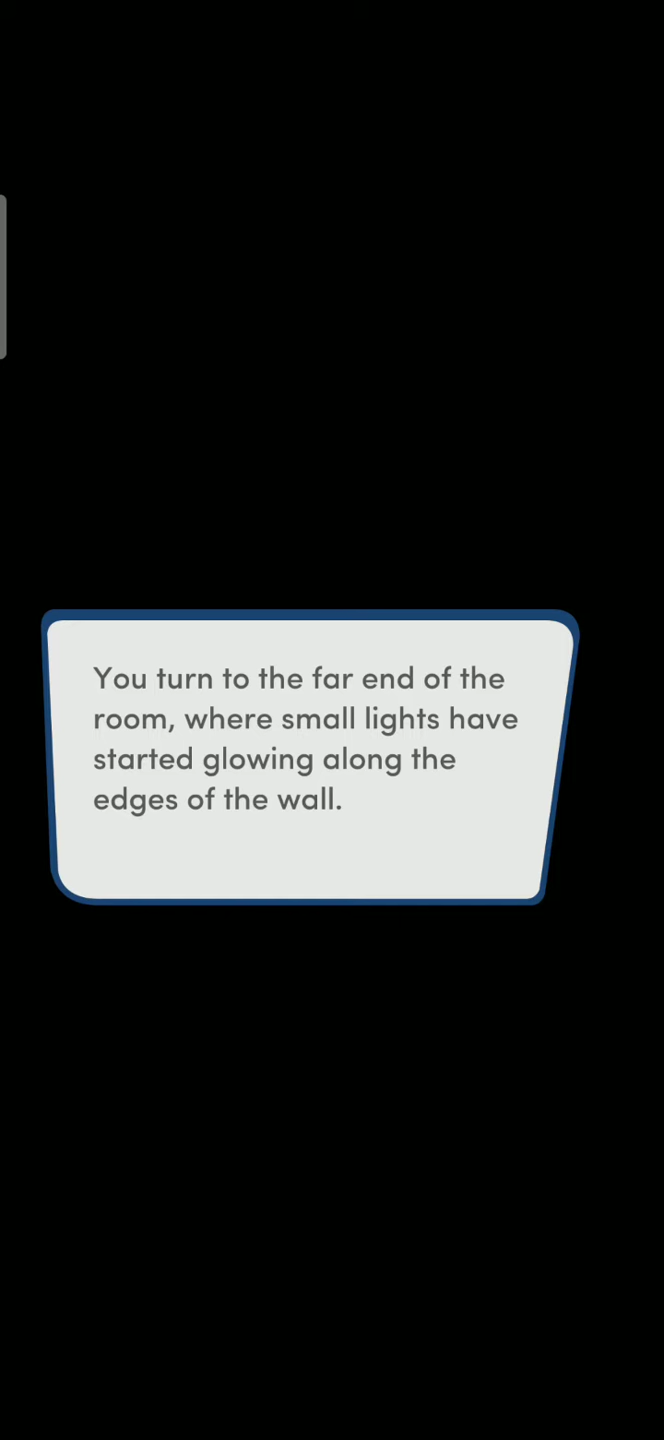 You turn to the far end of the
room, where small lights have
started glowing along the
edges of the wall.